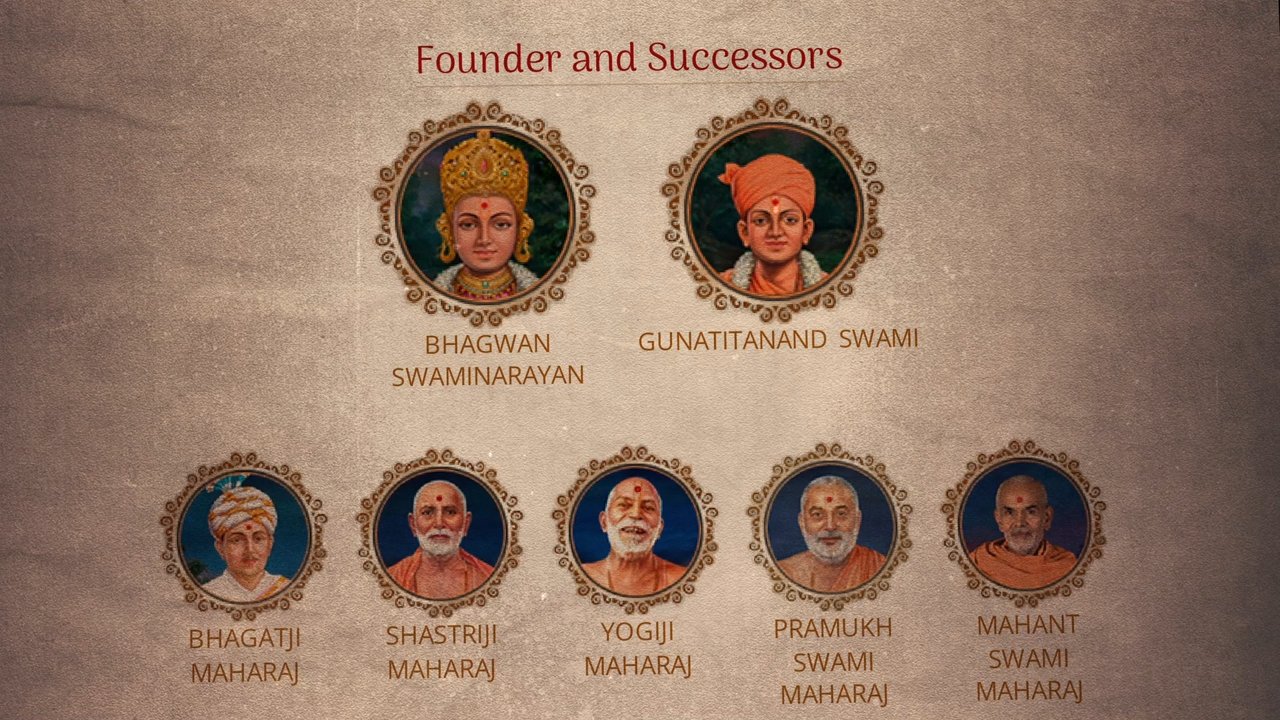 Founder and Successors
BHAGWAN
SWAMINARAYAN
GUNATITANAND SWAMI
BHAGATJI
MAHARAJ
SHASTRIJI
MAHARAJ
YOGIJI
MAHARAJ
PRAMUKH
SWAMI
MAHARAJ
MAHANT
SWAMI
MAHARAJ